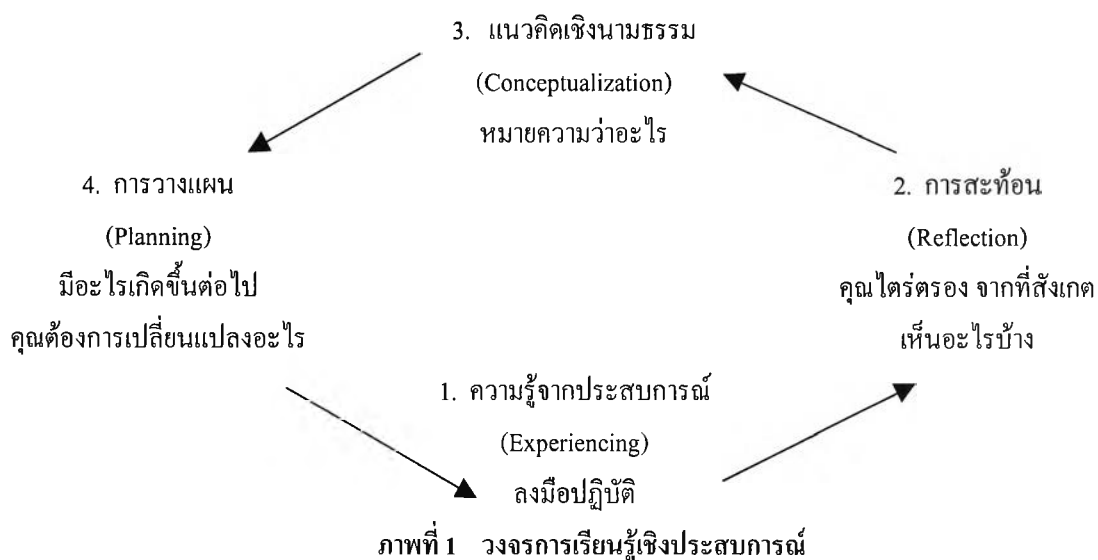 3. แนวคิดเชิงนามธรรม
(Conceptualization)
หมายความว่าอะไร
4. การวางแผน
(Planning)
มีอะไรเกิดขึ้นต่อไป
คุณต้องการเปลี่ยนแปลงอะไร
2. การสะท้อน
(Reflection)
คุณไตร่ตรอง จากที่สังเกต
เห็นอะไรบ้าง
1. ความรู้จากประสบการณ์
(Experiencing)
ลงมือปฏิบัติ
ภาพที่ 1 วงจรการเรียนรู้เชิงประสบการณ์